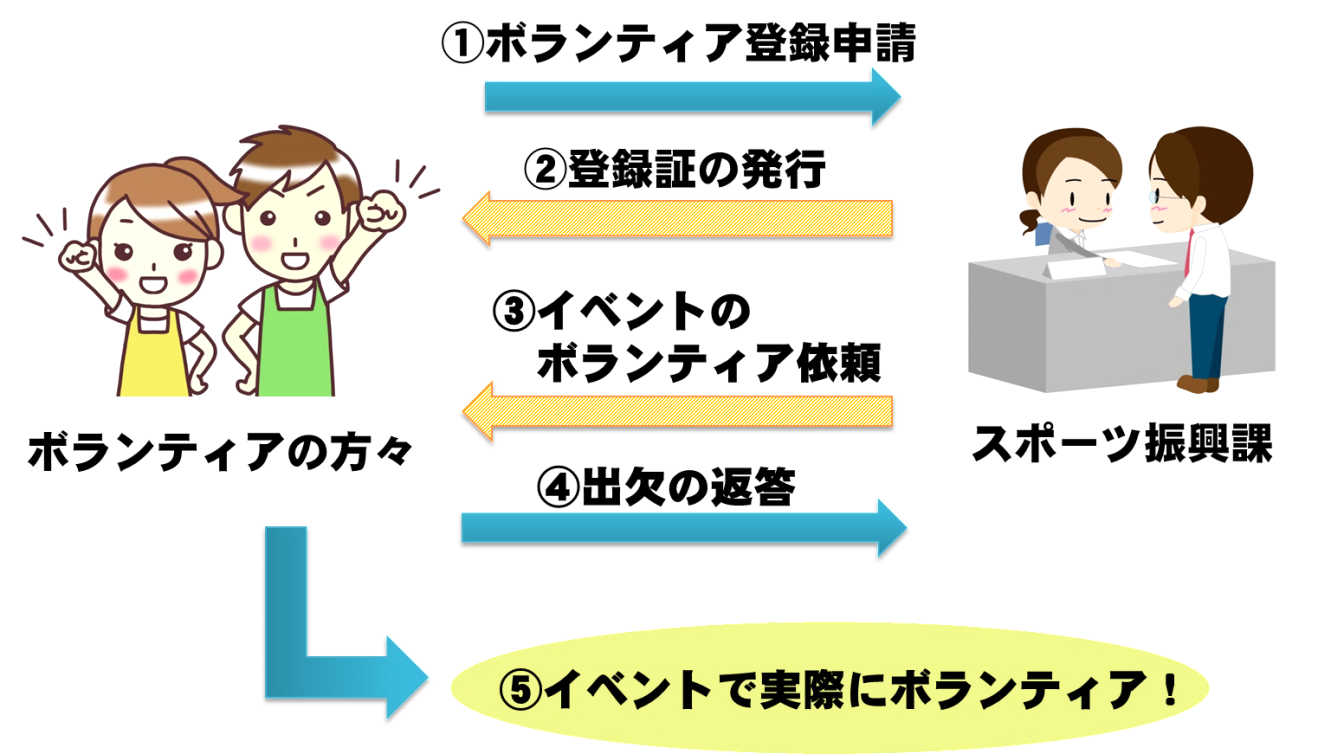 ①ボランティア登録申請
②登録証の発行
③イベントの
ボランティア依頼
ボランティアの方々
スポーツ振興課
④出欠の返答
⑤イベントで実際にボランティア！